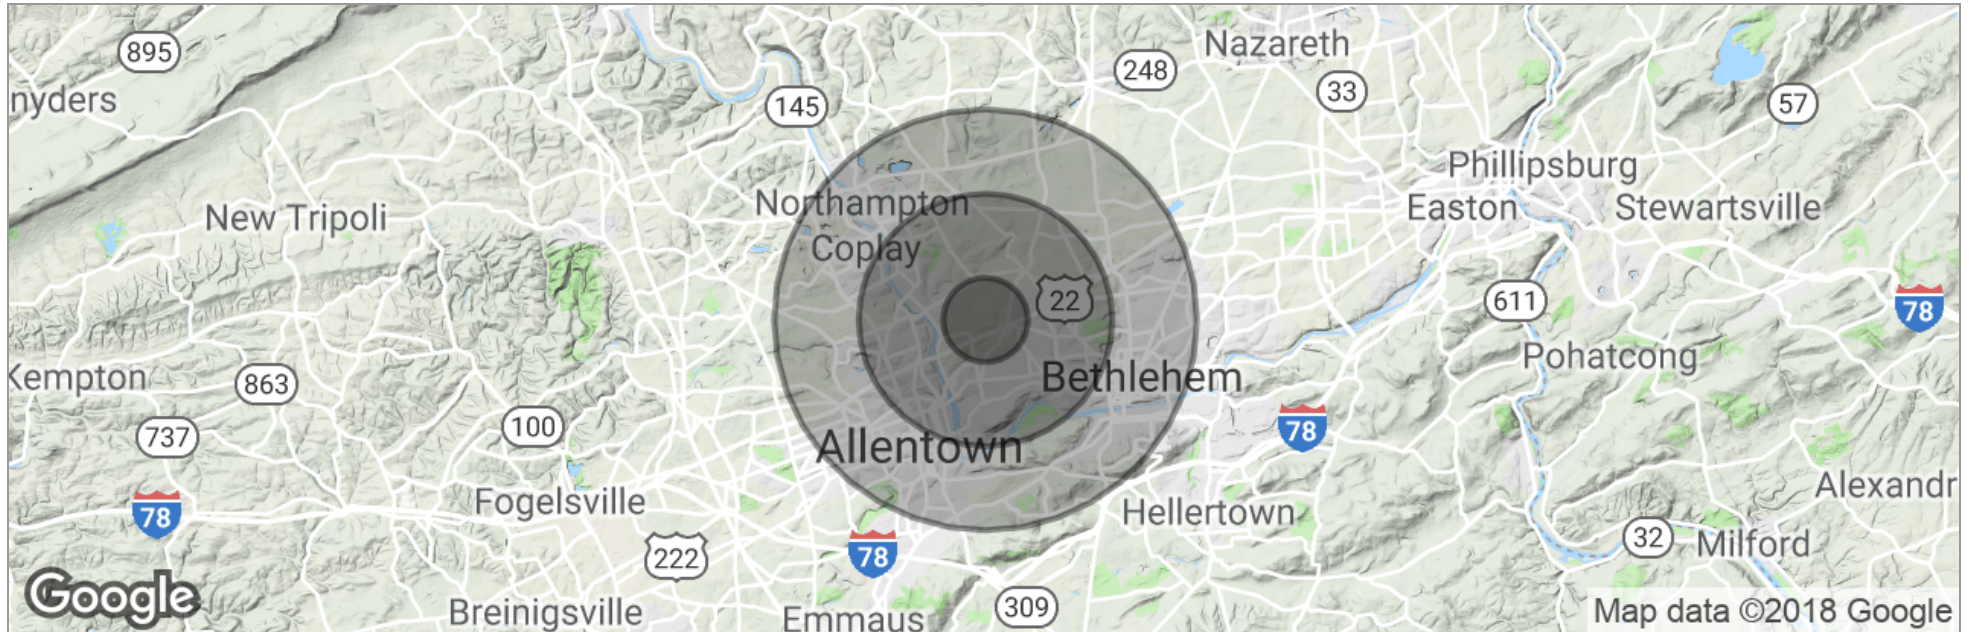 895
Nazareth
248
33
145
57
nyders
Phillipsburg
Northampton
Easton
Stewartsville
New Tripoli
Coplay
22
611
78
Pohatcong
Kempton
863
Bethlehem
100
78
737
Allentown
Alexandr
Fogelsville
78
Hellertown
222
78
32
Milford
Google
Breinigsville
Emmaus
309
Map data ©2018 Google